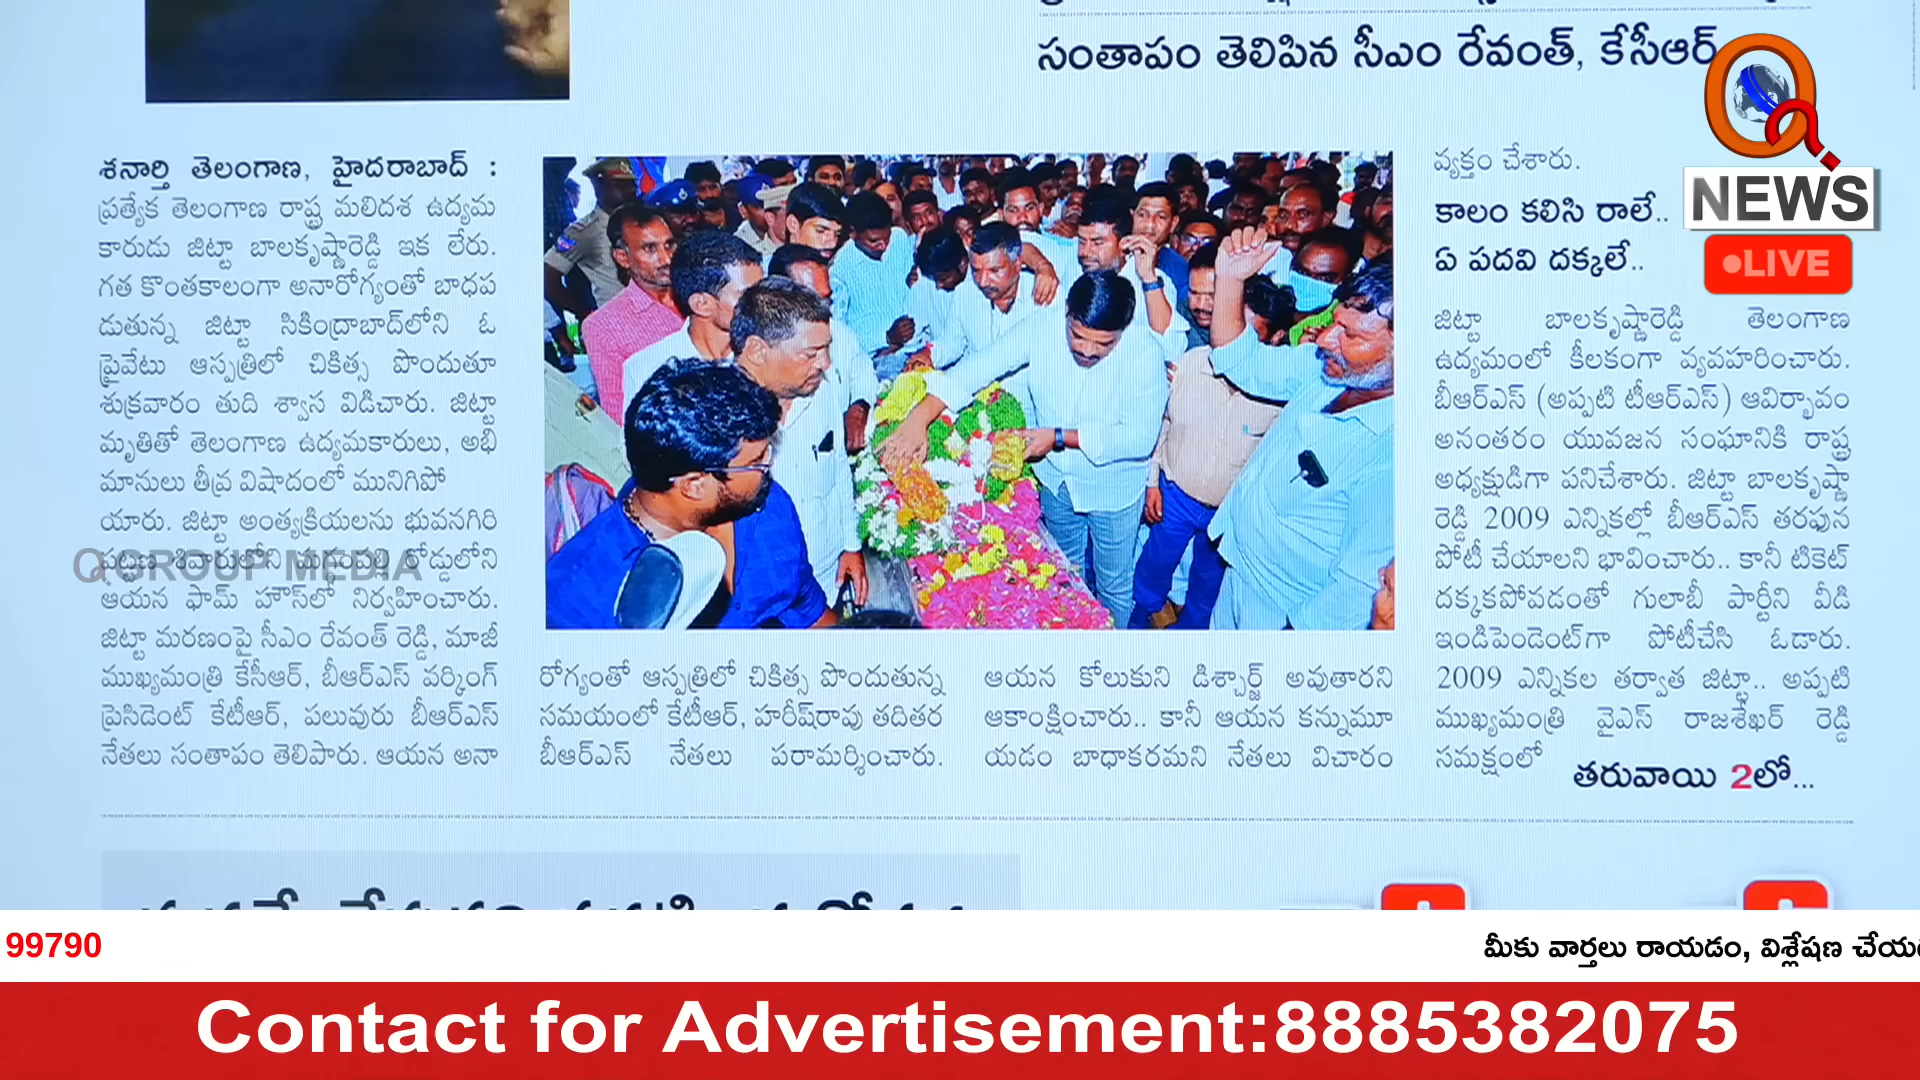 సంతాపం తెలిపిన సీఎం రేవంత్, కేసీఆర్
శనార్తి తెలంగాణ, హైదరాబాద్ :
ప్రత్యేక తెలంగాణ రాష్ట్ర మలిదశ ఉద్యమ
కారుడు జిట్టా బాలకృష్ణారెడ్డి ఇక లేరు.
గత కొంతకాలంగా అనారోగ్యంతో బాధప
డుతున్న జిట్టా సికింద్రాబాద్‌లోని ఓ
ప్రైవేటు ఆస్పత్రిలో చికిత్స పొందుతూ
శుక్రవారం తుది శ్వాస విడిచారు. జిట్టా
మృతితో తెలంగాణ ఉద్యమకారులు, అభి
మానులు తీవ్ర విషాదంలో మునిగిపో
యారు. జిట్టా అంత్యక్రియలను భువనగిరి
పట్టణ శివారులోని రోడ్డులోని
ఆయన ఫామ్ హౌస్‌లో నిర్వహించారు.
జిట్టా మరణంపై సీఎం రేవంత్ రెడ్డి, మాజీ
ముఖ్యమంత్రి కేసీఆర్, బీఆర్ఎస్ వర్కింగ్
ప్రెసిడెంట్ కేటీఆర్, పలువురు బీఆర్ఎస్
నేతలు సంతాపం తెలిపారు. ఆయన అనా
రోగ్యంతో ఆస్పత్రిలో చికిత్స పొందుతున్న
సమయంలో కేటీఆర్, హరీష్‌రావు తదితర
బీఆర్ఎస్ నేతలు పరామర్శించారు.
ఆయన కోలుకుని డిశ్చార్జ్ అవుతారని
ఆకాంక్షించారు.. కానీ ఆయన కన్నుమూ
యడం బాధాకరమని నేతలు విచారం
వ్యక్తం చేశారు.
కాలం కలిసి రాలే..
ఏ పదవి దక్కలే..
జిట్టా బాలకృష్ణారెడ్డి తెలంగాణ
ఉద్యమంలో కీలకంగా వ్యవహరించారు.
బీఆర్ఎస్ (అప్పటి టీఆర్ఎస్) ఆవిర్భావం
అనంతరం యువజన సంఘానికి రాష్ట్ర
అధ్యక్షుడిగా పనిచేశారు. జిట్టా బాలకృష్ణా
రెడ్డి 2009 ఎన్నికల్లో బీఆర్ఎస్ తరఫున
పోటీ చేయాలని భావించారు.. కానీ టికెట్
దక్కకపోవడంతో గులాబీ పార్టీని వీడి
ఇండిపెండెంట్‌గా పోటీచేసి ఓడారు.
2009 ఎన్నికల తర్వాత జిట్టా.. అప్పటి
ముఖ్యమంత్రి వైఎస్ రాజశేఖర్ రెడ్డి
సమక్షంలో
తరువాయి 2లో...
Q NEWS
LIVE
QGROUP MEDIA
99790
మీకు వార్తలు రాయడం, విశ్లేషణ
Contact for Advertisement:8885382075